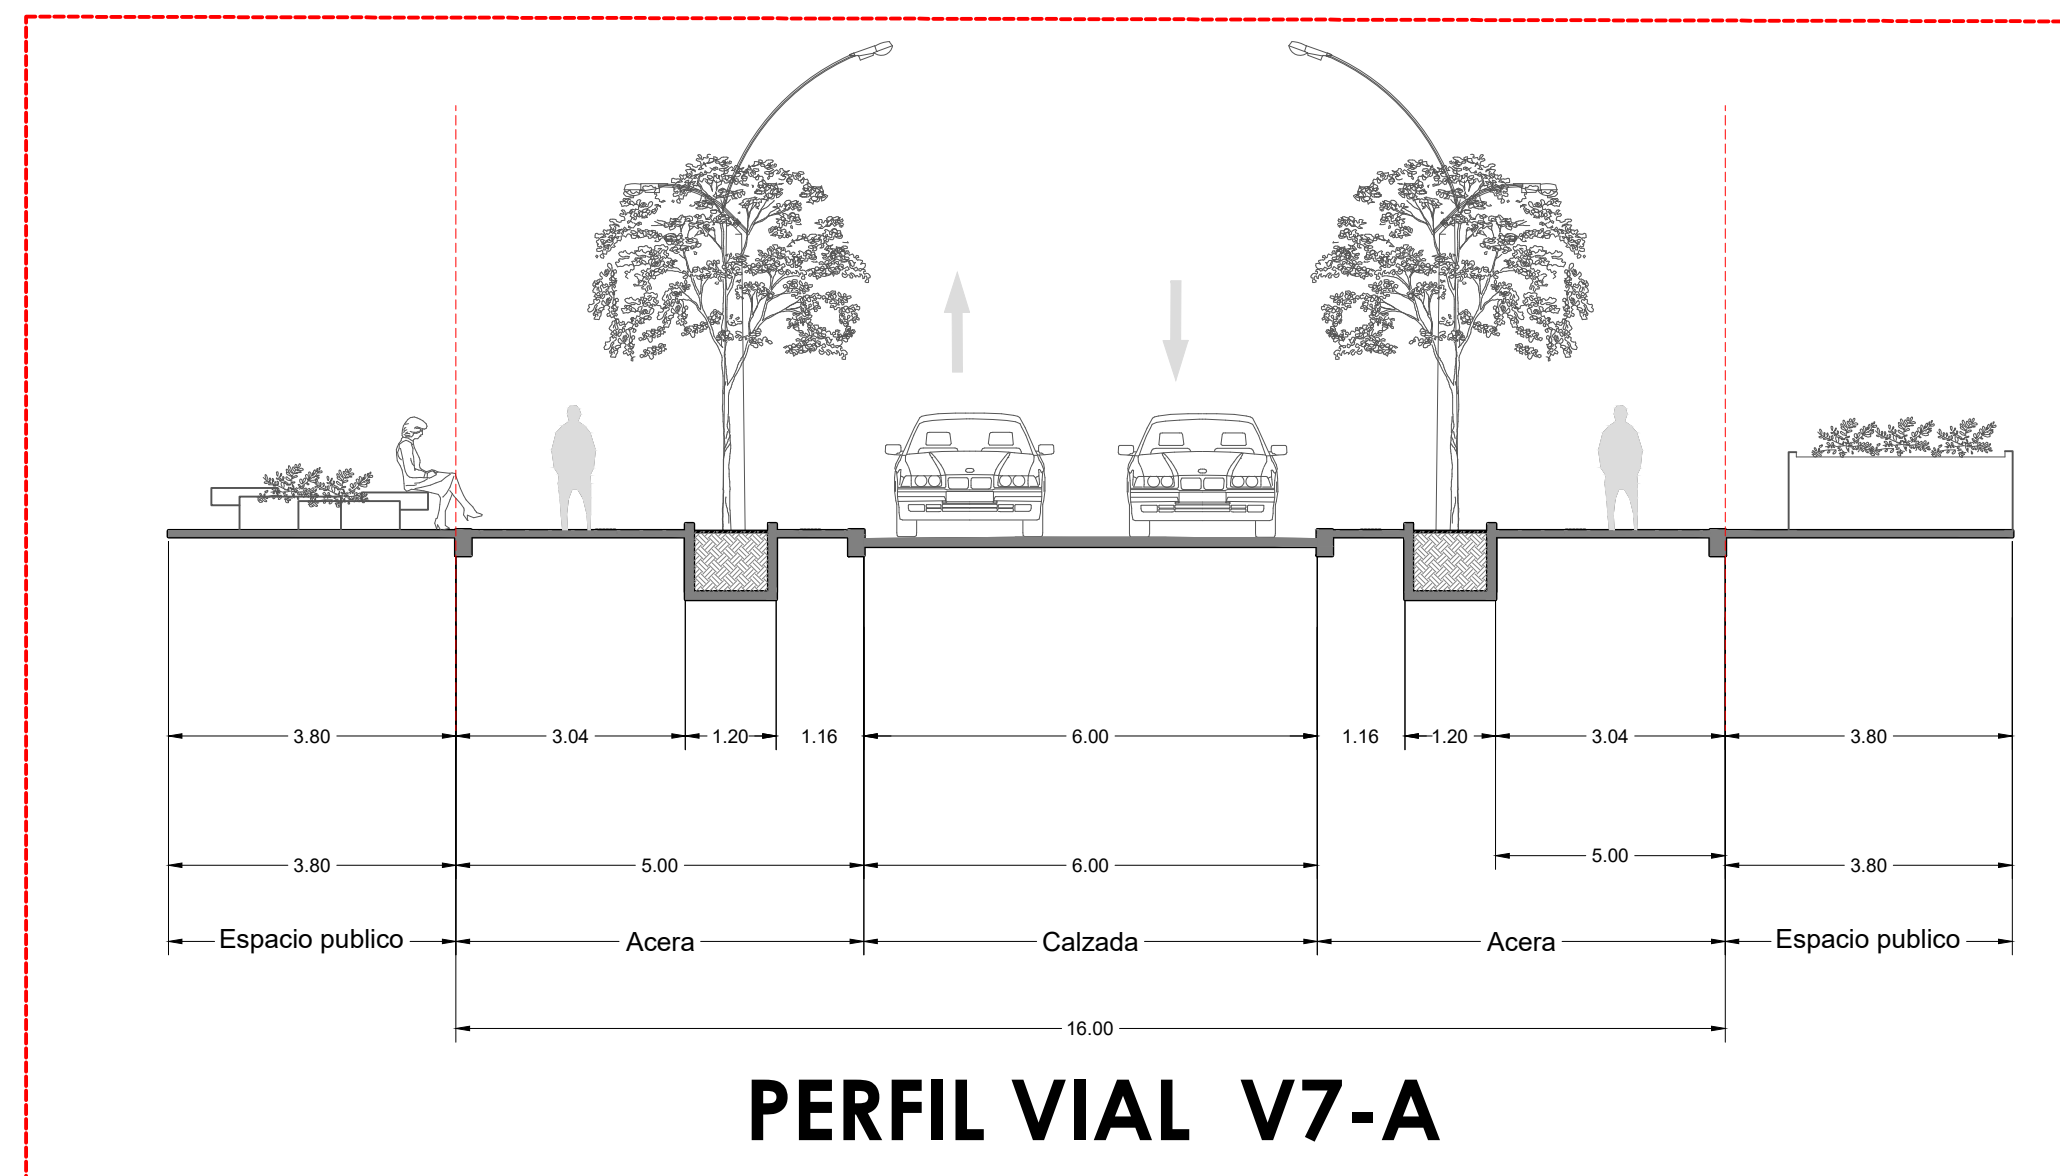 3.80 3.04 1.20 1.16 6.00 1.16 1.20 3.04 3.80
3.80 5.00 6.00 5.00 3.80
Espacio publico Acera Calzada Acera Espacio publico
16.00
PERFIL VIAL V7-A